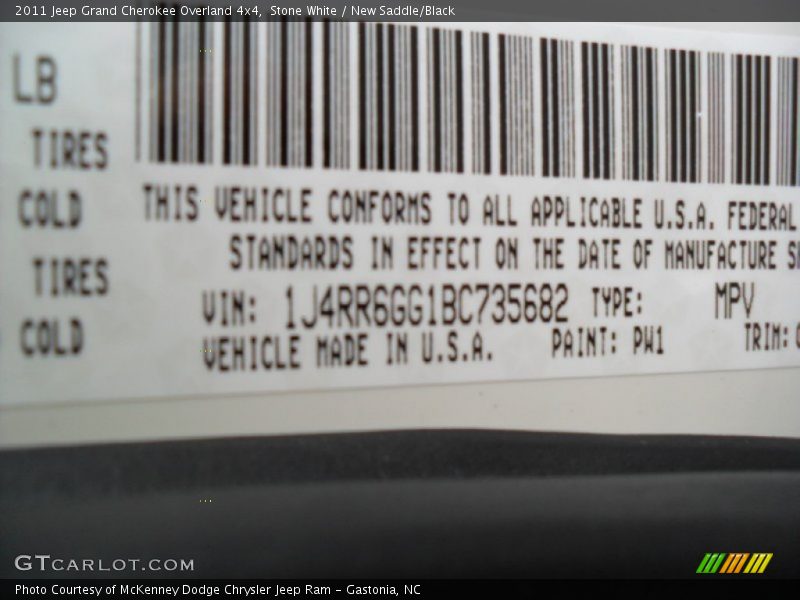 2011 Jeep Grand Cherokee Overland 4x4, Stone White / New Saddle/Black
LB
TIRES
COLD
TIRES
COLD
THIS VEHICLE CONFORMS TO ALL APPLICABLE U.S.A. FEDERAL
STANDARDS IN EFFECT ON THE DATE OF MANUFACTURE
VIN: 1J4RR6GG1BC735682 TYPE: MPV
VEHICLE MADE IN U.S.A. PAINT: PW1 TRIM:
GTCARLOT.COM
Photo Courtesy of McKenney Dodge Chrysler Jeep Ram - Gastonia, NC